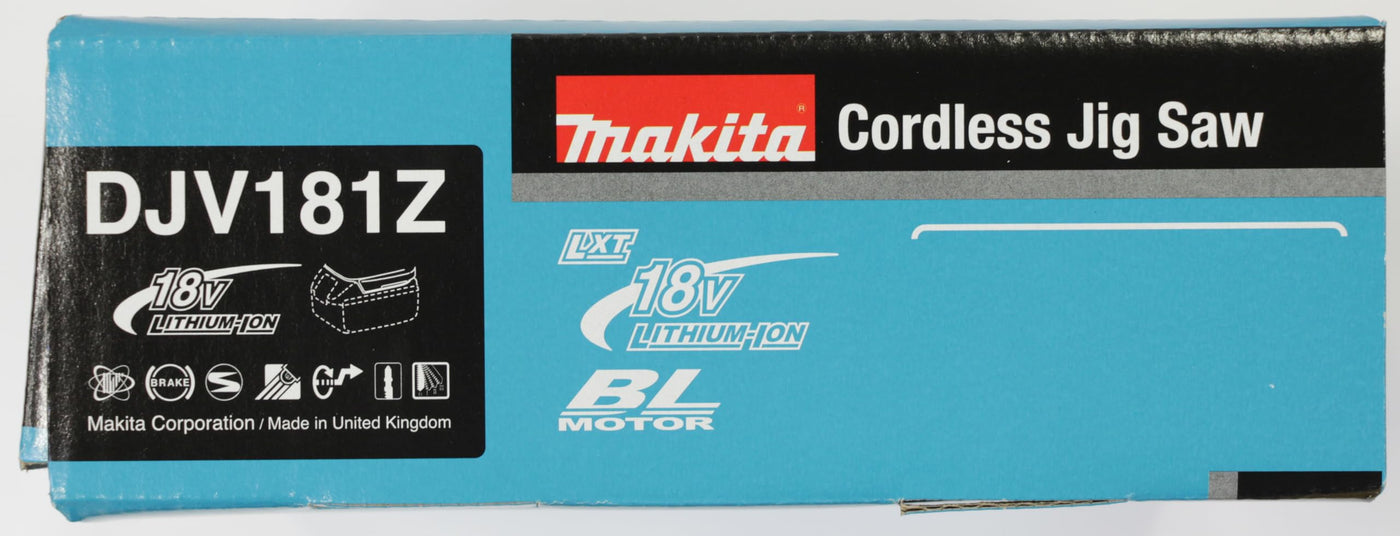 DJV181Z
18V
LITHIUM-ION
BRAKE
Makita Corporation / Made in United Kingdom
makita®
Cordless Jig Saw
LXT
18V
LITHIUM-ION
BL
MOTOR